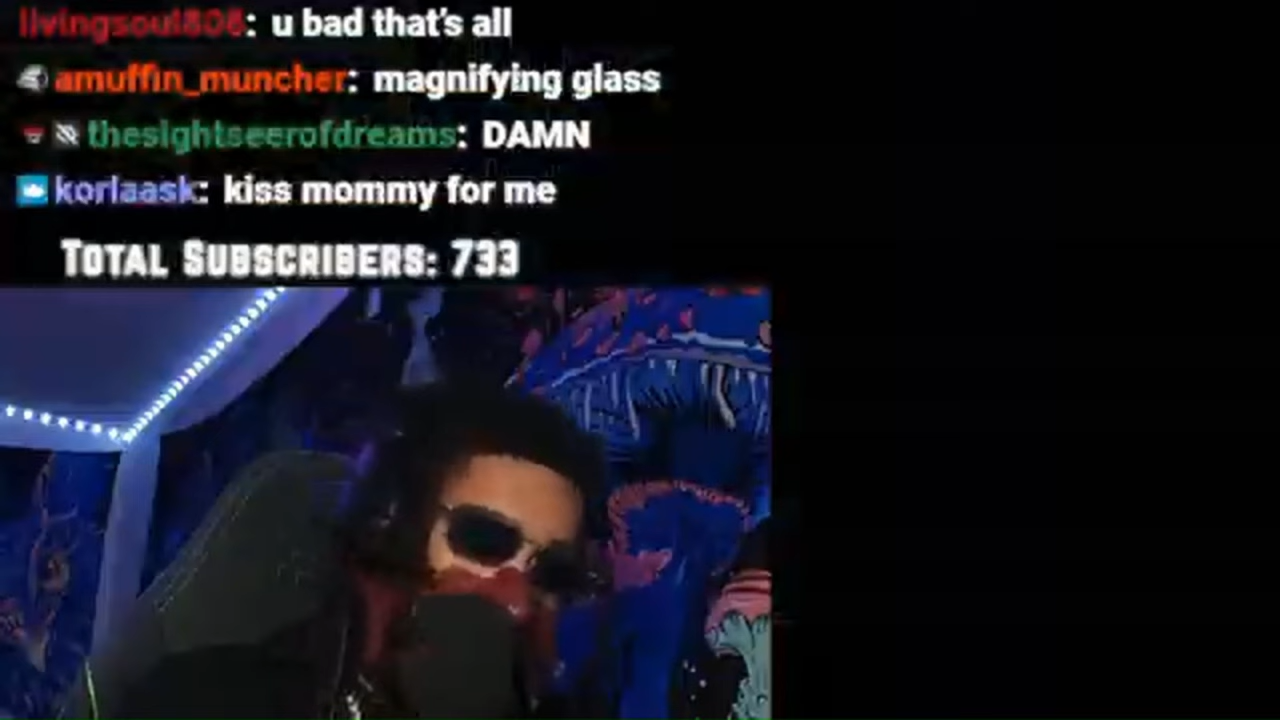 livingsoul808: u bad that's all
amuffin_muncher: magnifying glass
thesightseerofdreams: DAMN
korlaask: kiss mommy for me
TOTAL SUBSCRIBERS: 733